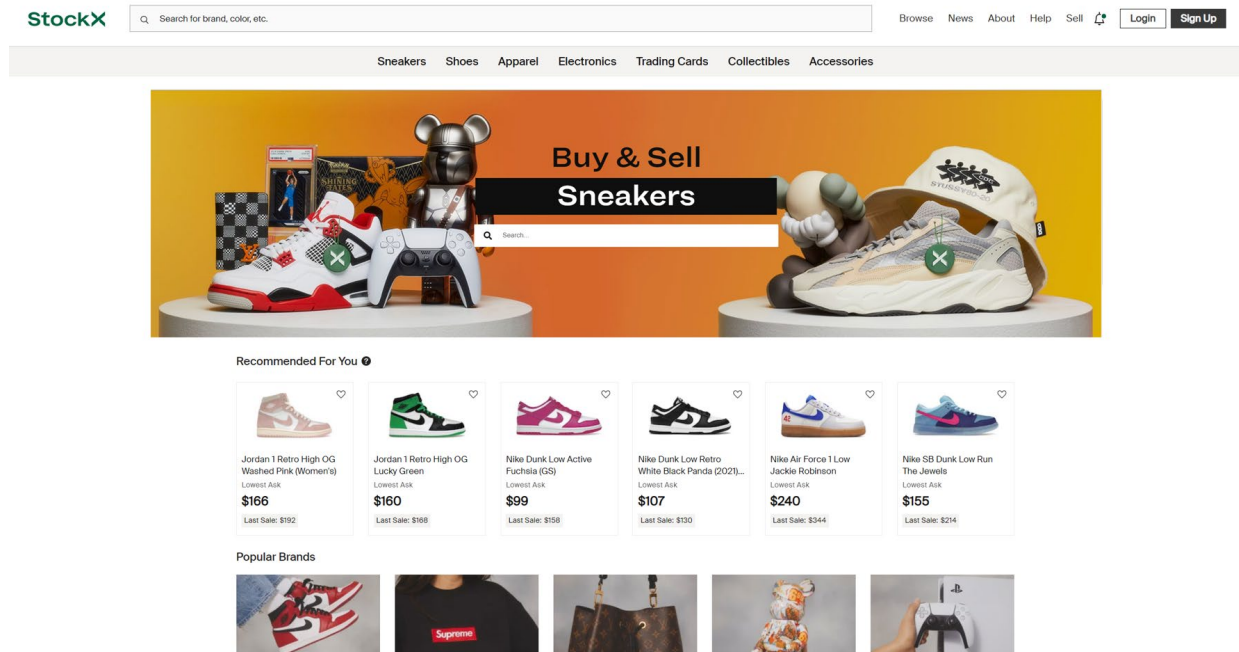 StockX
Search for brand, color, etc.
Browse News About Help Sell Login Sign Up
Sneakers Shoes Apparel Electronics Trading Cards Collectibles Accessories
SHINING
FATES
STUSSY
Buy & Sell
Sneakers
Search...
Recommended For You
Jordan 1 Retro High OG
Washed Pink (Women's)
Lowest Ask
$166
Last Sale: $192
Jordan 1 Retro High OG
Lucky Green
Lowest Ask
$160
Last Sale: $168
Nike Dunk Low Active
Fuchsia (GS)
Lowest Ask
$99
Last Sale: $158
Nike Dunk Low Retro
White Black Panda (2021)...
Lowest Ask
$107
Last Sale: $130
Nike Air Force 1 Low
Jackie Robinson
Lowest Ask
$240
Last Sale: $344
Nike SB Dunk Low Run
The Jewels
Lowest Ask
$155
Last Sale: $214
Popular Brands
Supreme